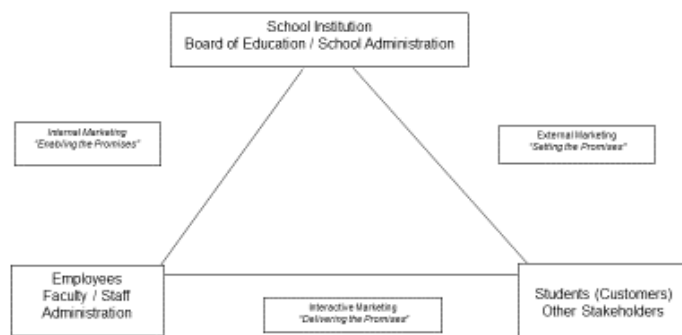 School Institution
Board of Education / School Administration
Internal Marketing
"Enabling the Promises"
External Marketing
"Setting the Promises"
Employees
Faculty / Staff
Administration
Interactive Marketing
"Delivering the Promises"
Students (Customers)
Other Stakeholders